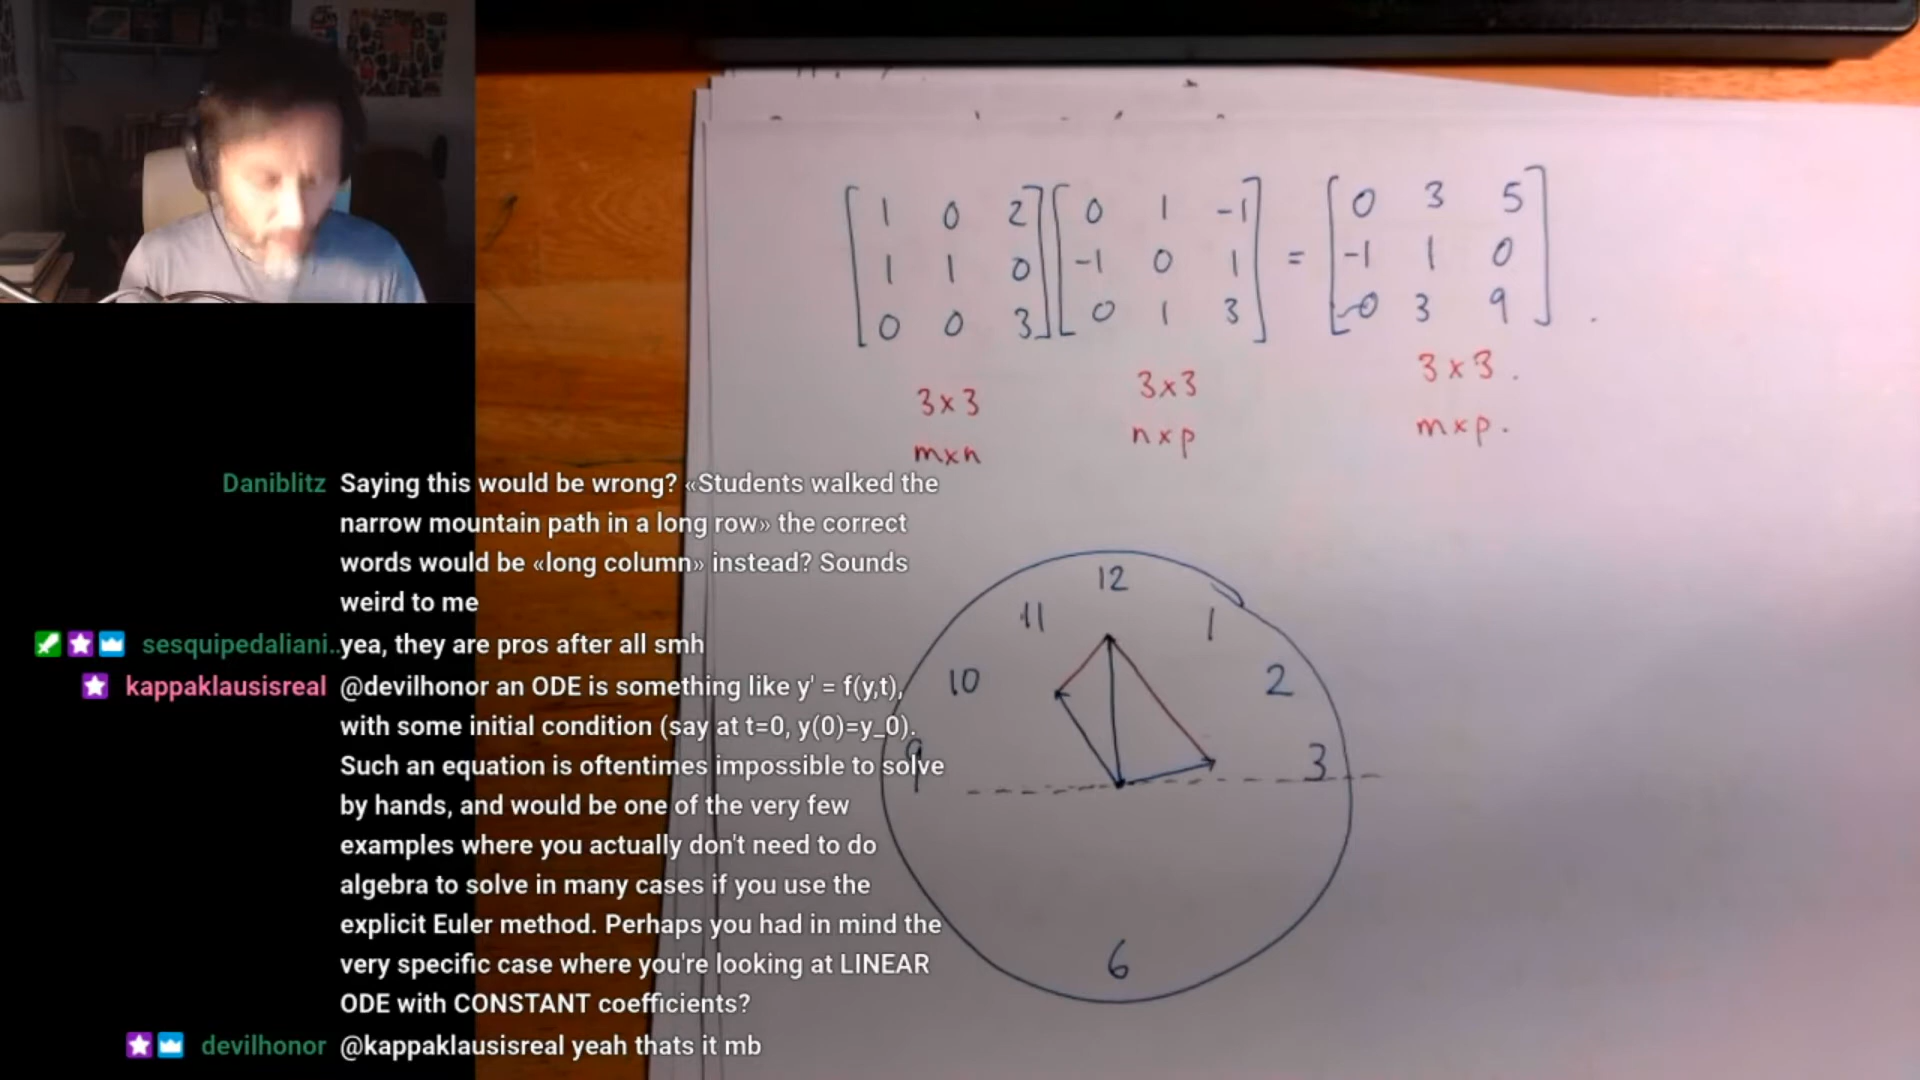 1 0 2 0 1 -1 0 3 5
1 1 0 -1 0 1 = -1 1 0
0 0 3 0 1 3 -0 3 9 .
3x3 3x3 3x3 .
mxn nxp mxp.
Daniblitz Saying this would be wrong? «Students walked the
narrow mountain path in a long row» the correct
words would be «long column» instead? Sounds
weird to me
sesquipedaliani.. yea, they are pros after all smh
kappaklausisreal @devilhonor an ODE is something like y' = f(y,t),
with some initial condition (say at t=0, y(0)=y_0).
Such an equation is oftentimes impossible to solve
by hands, and would be one of the very few
examples where you actually don't need to do
algebra to solve in many cases if you use the
explicit Euler method. Perhaps you had in mind the
very specific case where you're looking at LINEAR
ODE with CONSTANT coefficients?
devilhonor @kappaklausisreal yeah thats it mb
12
11 1
10 2
9 3
6